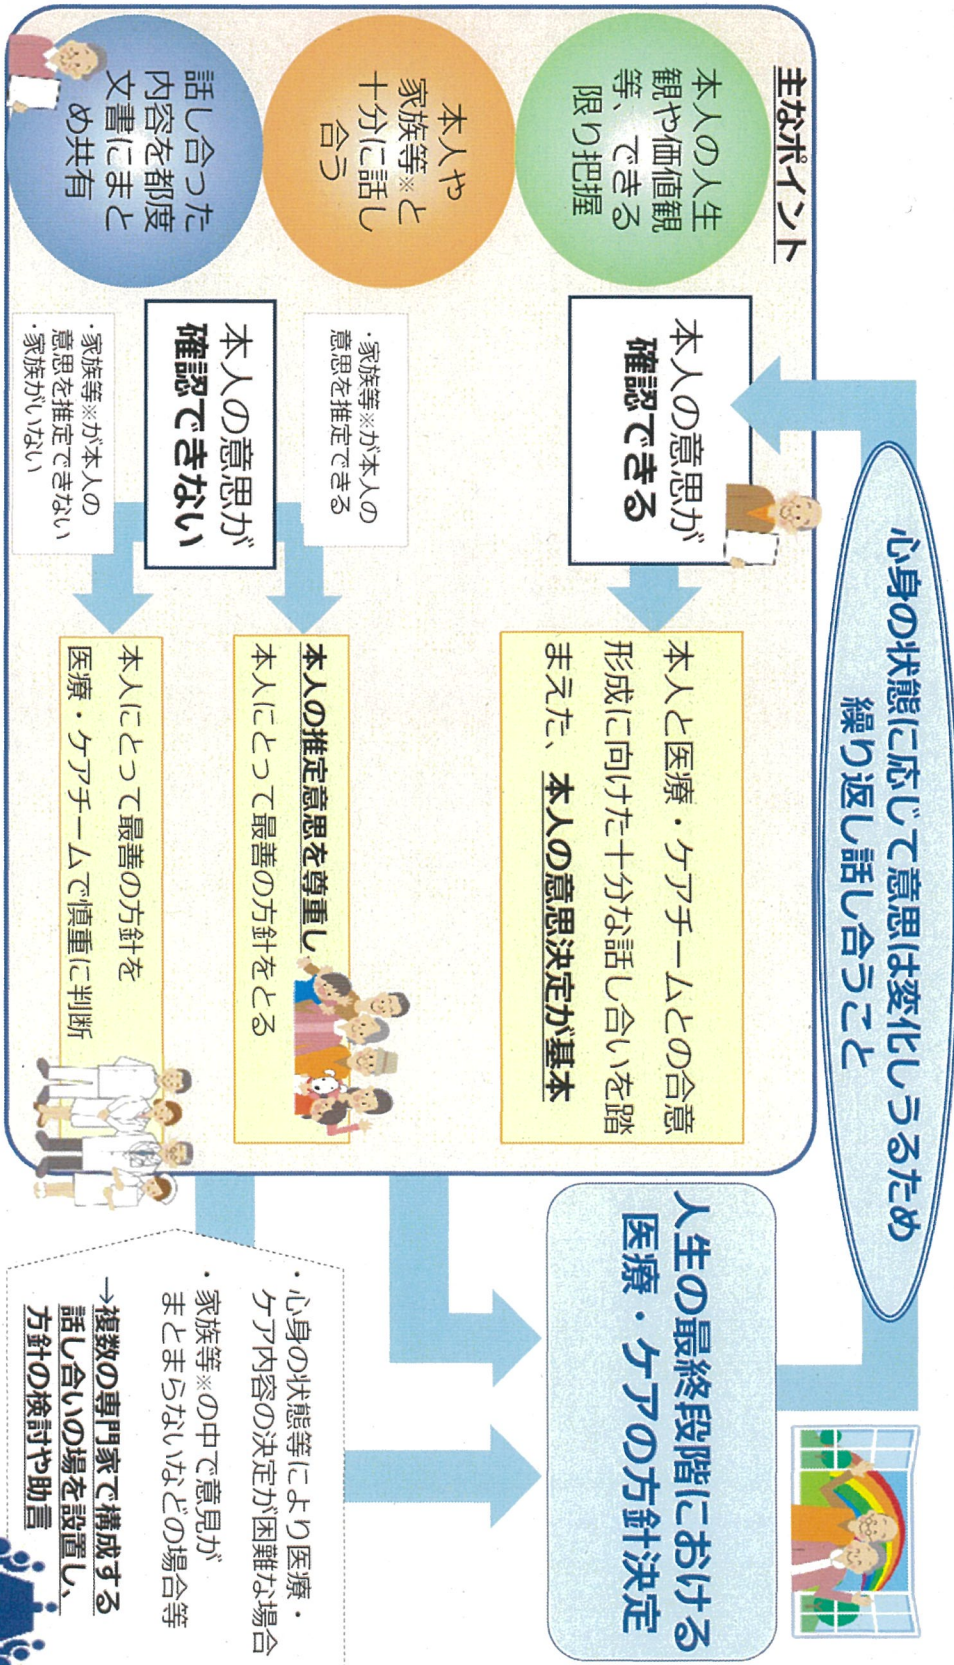 心身の状態に応じて意思は変化しうるため
繰り返し話し合うこと
主なポイント
本人の人生
観や価値観
等、できる
限り把握
本人や
家族等※と
十分に話し
合う
話し合った
内容を都度
文書にまと
め共有
本人の意思が
確認できる
・家族等※が本人の
意思を推定できる
本人の意思が
確認できない
・家族等※が本人の
意思を推定できない
・家族がいない
本人と医療・ケアチームとの合意
形成に向けた十分な話し合いを踏
まえた、本人の意思決定が基本
本人の推定意思を尊重し、
本人にとって最善の方針をとる
本人にとって最善の方針を
医療・ケアチームで慎重に判断
人生の最終段階における
医療・ケアの方針決定
・心身の状態等により医療・
ケア内容の決定が困難な場合
・家族等※の中で意見が
まとまらないなどの場合等
→複数の専門家で構成する
話し合いの場を設置し、
方針の検討や助言